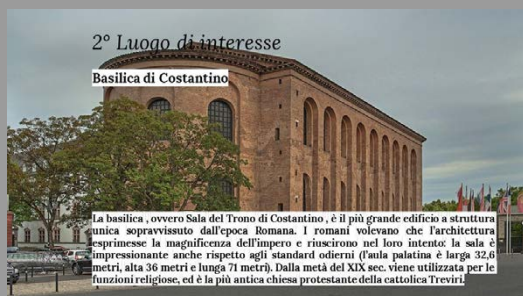 2° Luogo di interesse
Basilica di Costantino
La basilica , ovvero Sala del Trono di Costantino , è il più grande edificio a struttura
unica sopravvisuto dall'epoca Romana. I romani volevano che l'architettura
esprimesse la magnificenza dell'impero e riuscirono nel loro intento: la sala è
impressionante anche rispetto agli standard odierni (l'aula palatina è larga 32,6
metri, alta 36 metri e lunga 71 metri). Dalla metà del XIX sec. viene utilizzata per le
funzioni religiose, ed è la più antica chiesa protestante della cattolica Treviri.